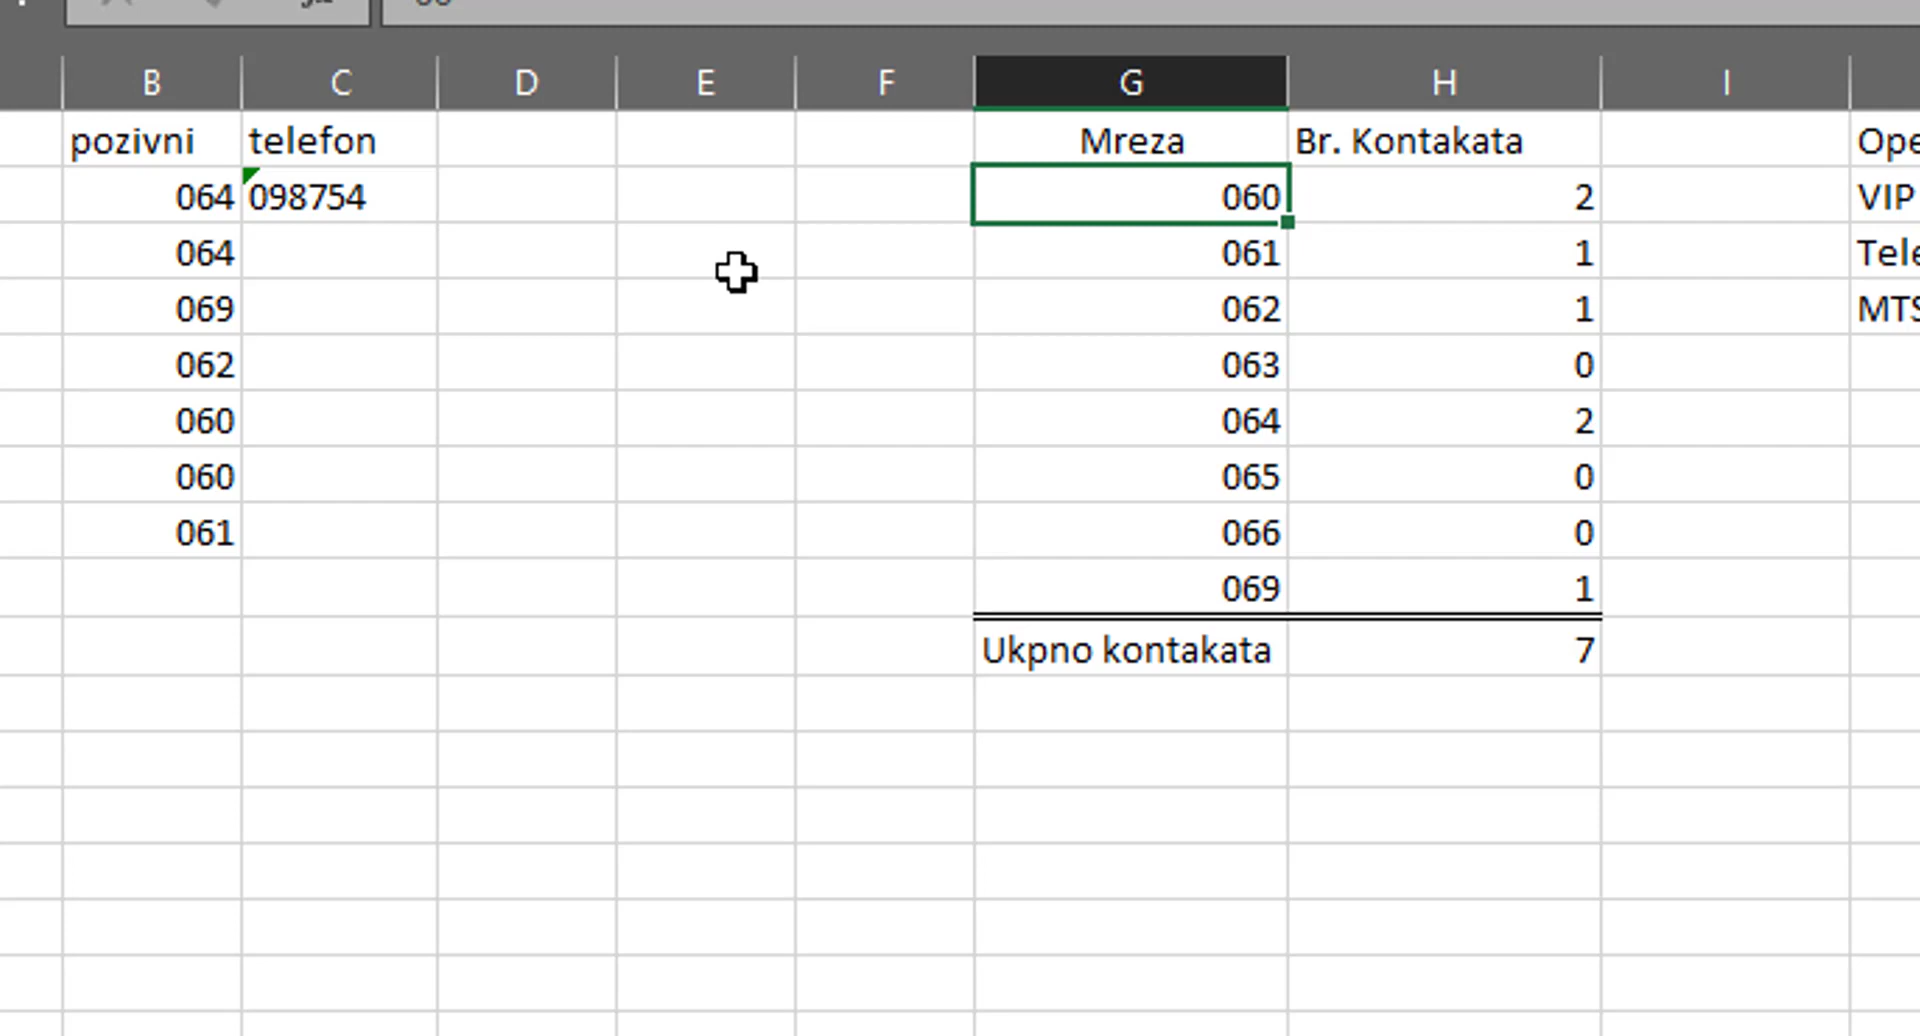 B C D E F G H I
pozivni telefon Mreza Br. Kontakata Ope
064 098754 060 2 VIP
064 061 1 Tele
069 062 1 MTS
062 063 0
060 064 2
060 065 0
061 066 0
069 1
Ukpno kontakata 7